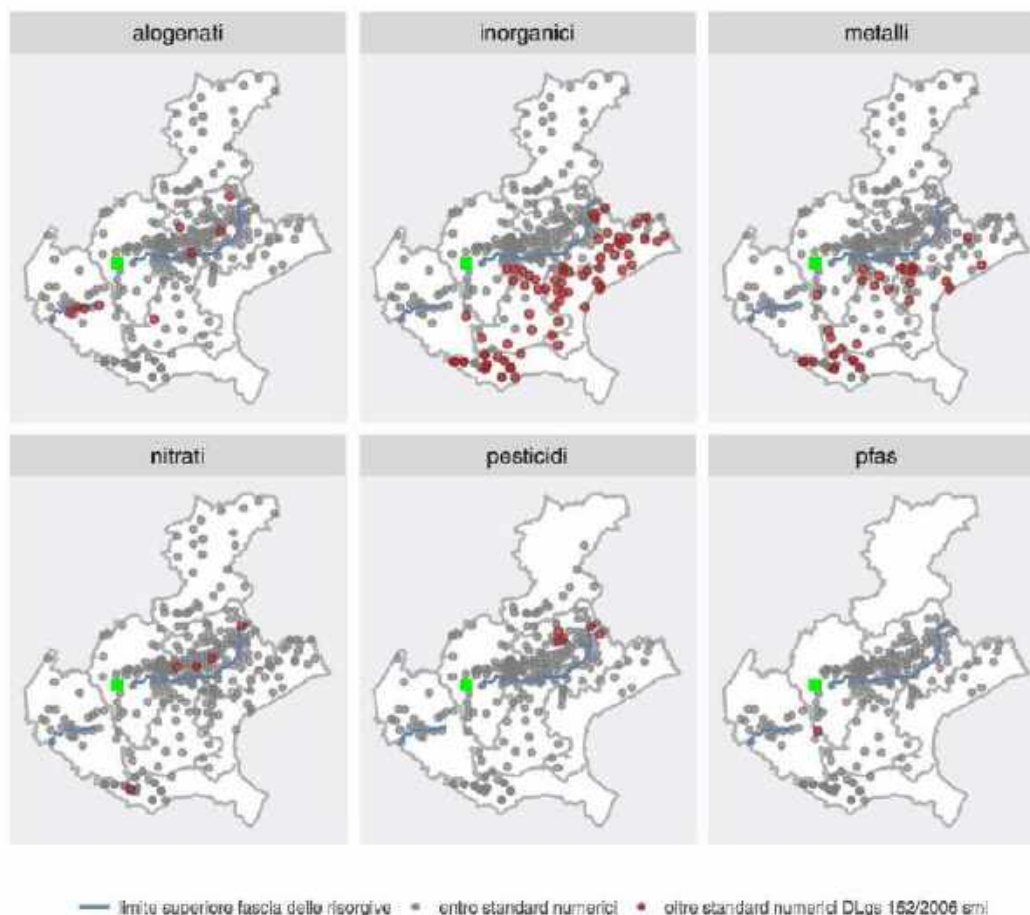 alogenati inorganici metalli
nitrati pesticidi pfas
limite superiore fascia delle risorgive entro standard numerici oltre standard numerici DLgs 152/2006 smi